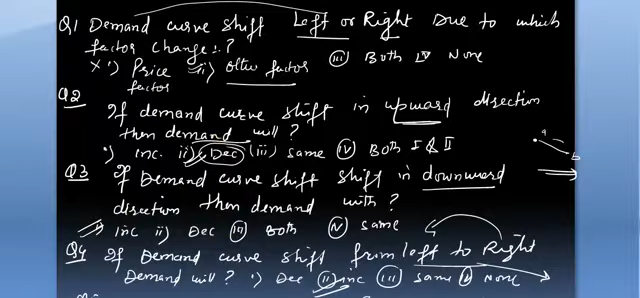 Q1 Demand curve shift Left or Right Due to which
factor change?
i) Price factor ii) other factor (iii) Both iv None
Q2
If demand curve shift in upward direction
then demand will?
i) inc. ii) Dec (iii) same (iv) Both I & II
Q3 If Demand curve shift shift in downward
direction then demand with?
inc ii) Dec (iii) Both (iv) same
Q4 If Demand curve shift from left to Right
Demand will? i) Dec (ii) inc (iii) same None